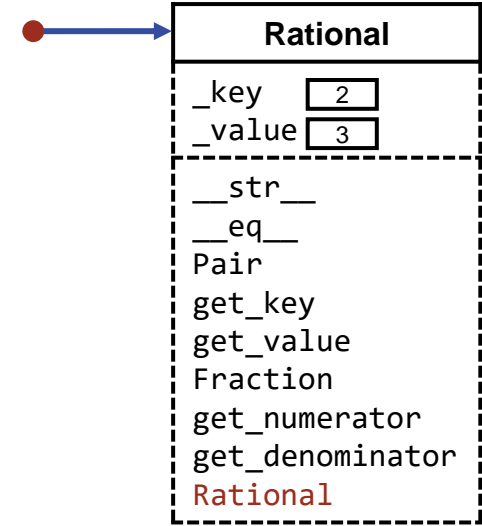 Rational
_key 2
_value 3
__str__
__eq__
Pair
get_key
get_value
Fraction
get_numerator
get_denominator
Rational